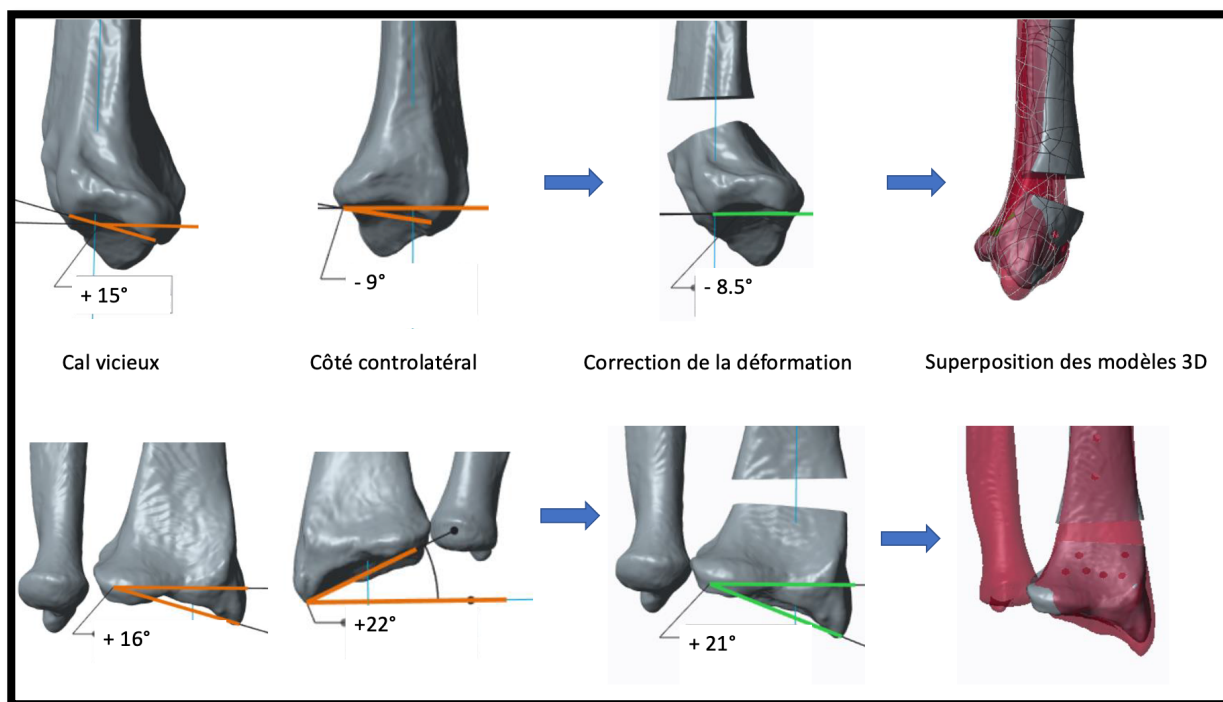 + 15°
- 9°
- 8.5°
Cal vicieux
Côté controlatéral
Correction de la déformation
Superposition des modèles 3D
+ 16°
+22°
+ 21°